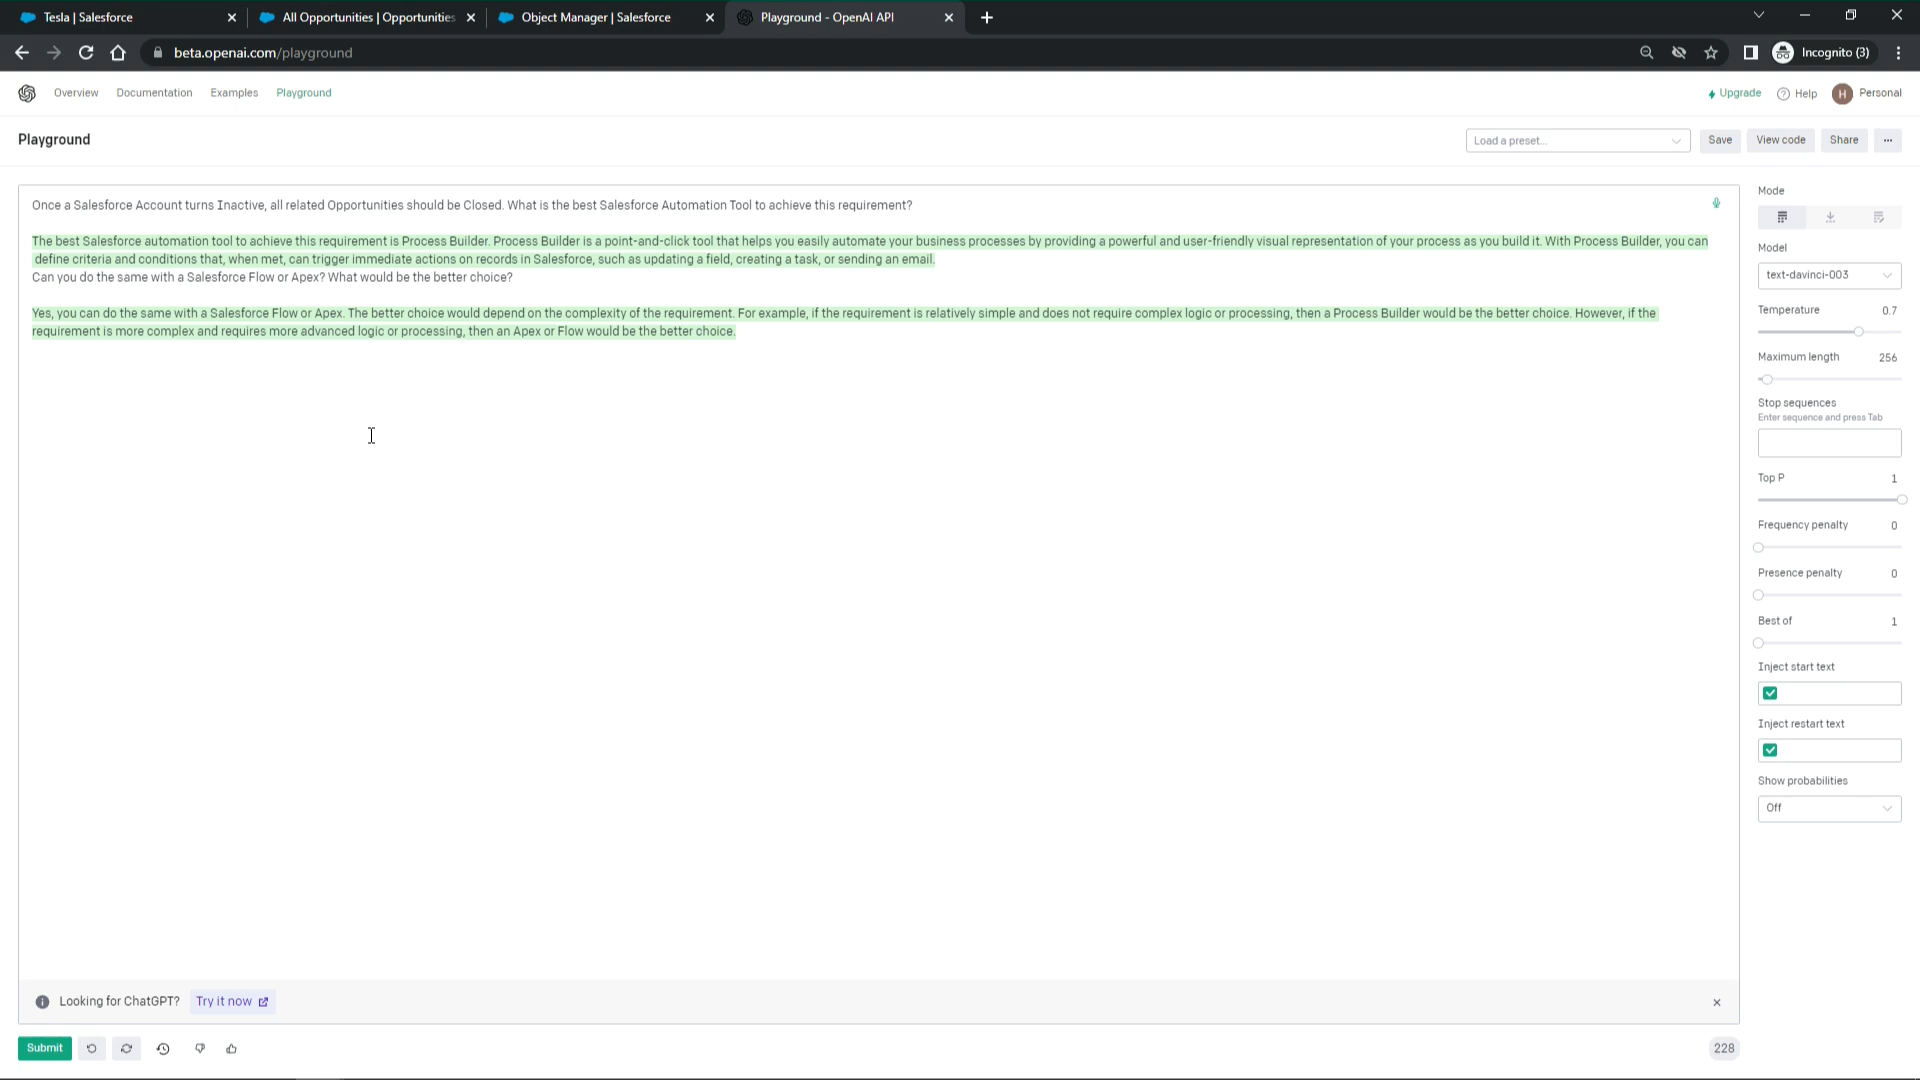 Tesla | Salesforce
All Opportunities | Opportunities
Object Manager | Salesforce
Playground - OpenAI API
beta.openai.com/playground
Incognito (3)
Overview
Documentation
Examples
Playground
Upgrade
Help
H
Personal
Playground
Load a preset...
Save
View code
Share
...
Once a Salesforce Account turns Inactive, all related Opportunities should be Closed. What is the best Salesforce Automation Tool to achieve this requirement?
The best Salesforce automation tool to achieve this requirement is Process Builder. Process Builder is a point-and-click tool that helps you easily automate your business processes by providing a powerful and user-friendly visual representation of your process as you build it. With Process Builder, you can
define criteria and conditions that, when met, can trigger immediate actions on records in Salesforce, such as updating a field, creating a task, or sending an email.
Can you do the same with a Salesforce Flow or Apex? What would be the better choice?
Yes, you can do the same with a Salesforce Flow or Apex. The better choice would depend on the complexity of the requirement. For example, if the requirement is relatively simple and does not require complex logic or processing, then a Process Builder would be the better choice. However, if the
requirement is more complex and requires more advanced logic or processing, then an Apex or Flow would be the better choice.
Mode
Model
text-davinci-003
Temperature 0.7
Maximum length 256
Stop sequences
Enter sequence and press Tab
Top P 1
Frequency penalty 0
Presence penalty 0
Best of 1
Inject start text
Inject restart text
Show probabilities
Off
Looking for ChatGPT? Try it now
Submit
228